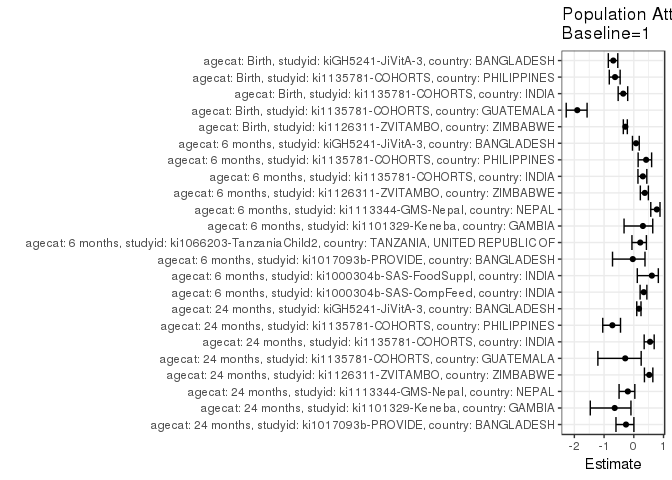 Population Att
Baseline=1
agecat: Birth, studyid: kiGH5241-JiVitA-3, country: BANGLADESH
agecat: Birth, studyid: ki1135781-COHORTS, country: PHILIPPINES
agecat: Birth, studyid: ki1135781-COHORTS, country: INDIA
agecat: Birth, studyid: ki1135781-COHORTS, country: GUATEMALA
agecat: Birth, studyid: ki1126311-ZVITAMBO, country: ZIMBABWE
agecat: 6 months, studyid: kiGH5241-JiVitA-3, country: BANGLADESH
agecat: 6 months, studyid: ki1135781-COHORTS, country: PHILIPPINES
agecat: 6 months, studyid: ki1135781-COHORTS, country: INDIA
agecat: 6 months, studyid: ki1126311-ZVITAMBO, country: ZIMBABWE
agecat: 6 months, studyid: ki1113344-GMS-Nepal, country: NEPAL
agecat: 6 months, studyid: ki1101329-Keneba, country: GAMBIA
agecat: 6 months, studyid: ki1066203-TanzaniaChild2, country: TANZANIA, UNITED REPUBLIC OF
agecat: 6 months, studyid: ki1017093b-PROVIDE, country: BANGLADESH
agecat: 6 months, studyid: ki1000304b-SAS-FoodSuppl, country: INDIA
agecat: 6 months, studyid: ki1000304b-SAS-CompFeed, country: INDIA
agecat: 24 months, studyid: kiGH5241-JiVitA-3, country: BANGLADESH
agecat: 24 months, studyid: ki1135781-COHORTS, country: PHILIPPINES
agecat: 24 months, studyid: ki1135781-COHORTS, country: INDIA
agecat: 24 months, studyid: ki1135781-COHORTS, country: GUATEMALA
agecat: 24 months, studyid: ki1126311-ZVITAMBO, country: ZIMBABWE
agecat: 24 months, studyid: ki1113344-GMS-Nepal, country: NEPAL
agecat: 24 months, studyid: ki1101329-Keneba, country: GAMBIA
agecat: 24 months, studyid: ki1017093b-PROVIDE, country: BANGLADESH
-2 -1 0 1
Estimate